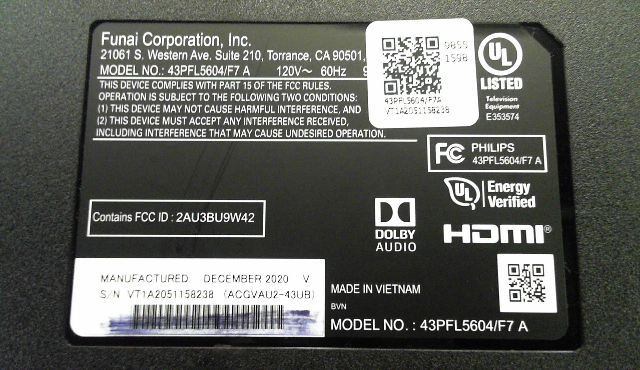 Funai Corporation, Inc.
21061 S. Western Ave. Suite 210, Torrance, CA 90501,
MODEL NO.: 43PFL5604/F7 A 120V~ 60Hz 9
THIS DEVICE COMPLIES WITH PART 15 OF THE FCC RULES.
OPERATION IS SUBJECT TO THE FOLLOWING TWO CONDITIONS:
(1) THIS DEVICE MAY NOT CAUSE HARMFUL INTERFERENCE, AND
(2) THIS DEVICE MUST ACCEPT ANY INTERFERENCE RECEIVED,
INCLUDING INTERFERENCE THAT MAY CAUSE UNDESIRED OPERATION.
9855
1598
43PFL5604/F7A
VT1A2051158238
UL
LISTED
Television
Equipment
E353574
FC PHILIPS
43PFL5604/F7 A
UL Energy
Verified
Contains FCC ID : 2AU3BU9W42
DOLBY
AUDIO
HDMI®
MANUFACTURED: DECEMBER 2020 V
S/N VT1A2051158238 (ACGVAU2-43UB)
MADE IN VIETNAM
BVN
MODEL NO. : 43PFL5604/F7 A